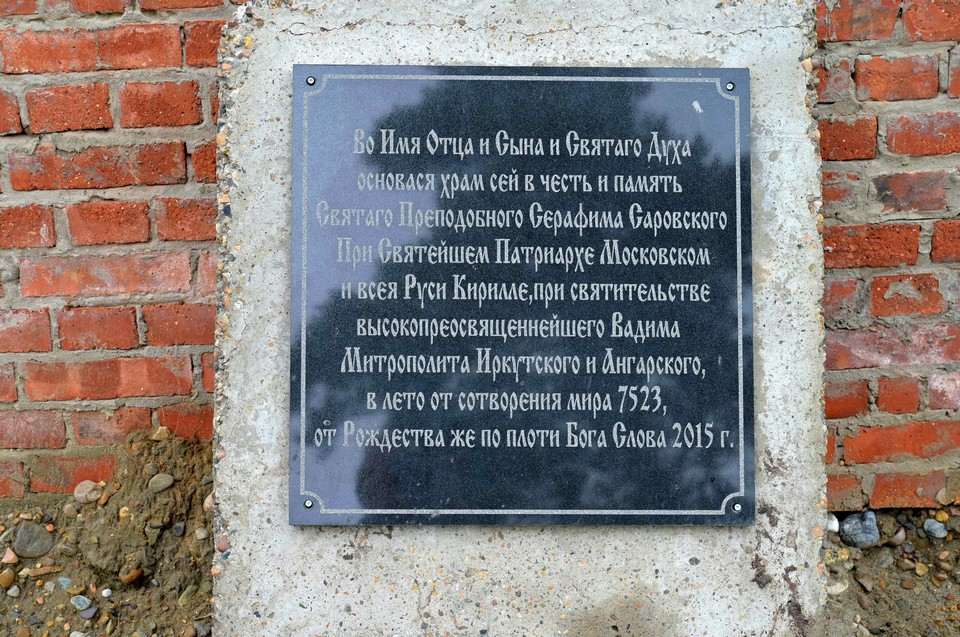 Во Имя Отца и Сына и Святаго Духа
основася храм сей в честь и память
Святаго Преподобного Серафима Саровского
При Святейшем Патриархе Московском
и всея Руси Кирилле,при святительстве
высокопреосвященнейшего Вадима
Митрополита Иркутского и Ангарского,
в лето от сотворения мира 7523,
от Рождества же по плоти Бога Слова 2015 г.